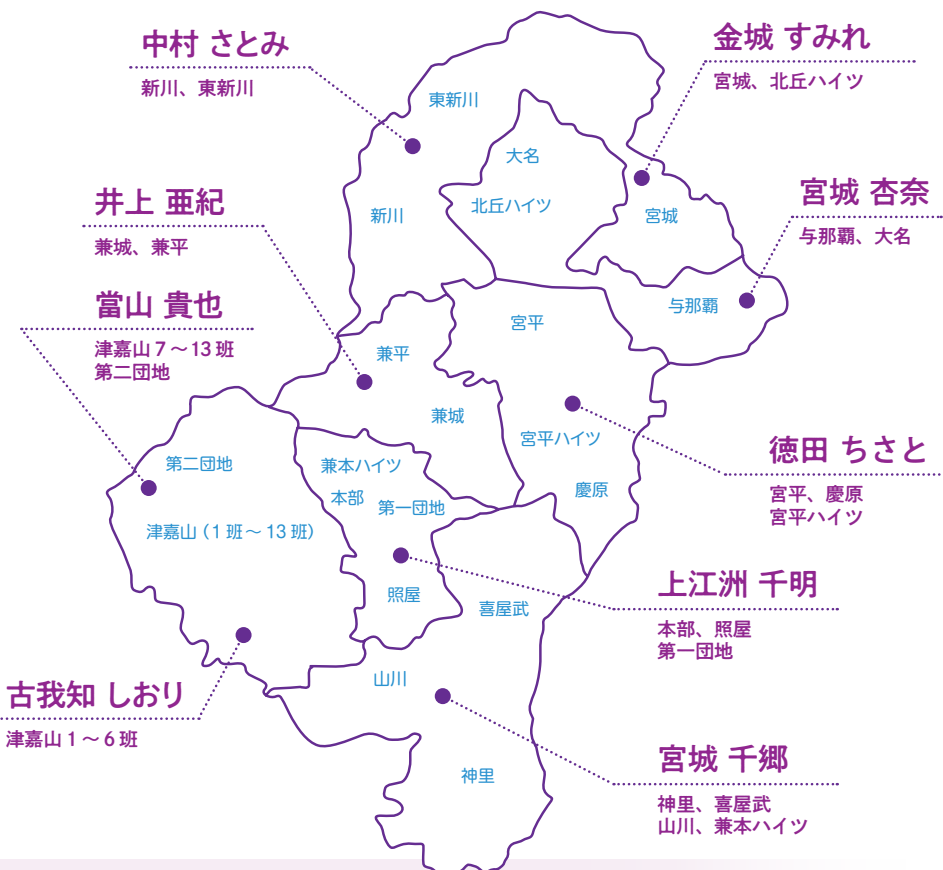 中村 さとみ
新川、東新川
金城 すみれ
宮城、北丘ハイツ
宮城 杏奈
与那覇、大名
井上 亜紀
兼城、兼平
當山 貴也
津嘉山 7 ～ 13 班
第二団地
徳田 ちさと
宮平、慶原
宮平ハイツ
上江洲 千明
本部、照屋
第一団地
古我知 しおり
津嘉山 1 ～ 6 班
宮城 千郷
神里、喜屋武
山川、兼本ハイツ
東新川
大名
北丘ハイツ
新川
宮城
与那覇
宮平
兼平
兼城
宮平ハイツ
慶原
第二団地
兼本ハイツ
本部
第一団地
津嘉山（1 班～ 13 班）
照屋
喜屋武
山川
神里